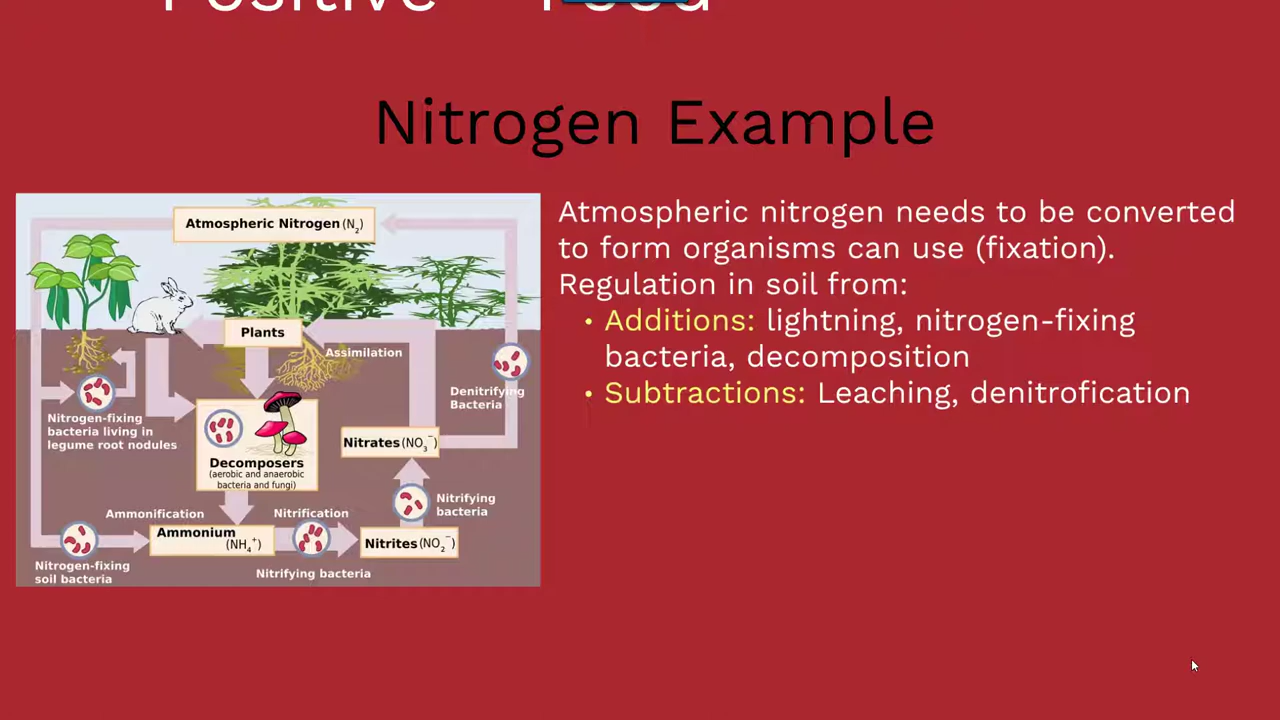 Nitrogen Example
Atmospheric nitrogen needs to be converted
to form organisms can use (fixation).
Regulation in soil from:
• Additions: lightning, nitrogen-fixing
bacteria, decomposition
• Subtractions: Leaching, denitrofication
Atmospheric Nitrogen (N₂)
Plants
Assimilation
Denitrifying
Bacteria
Nitrogen-fixing
bacteria living in
legume root nodules
Nitrates (NO₃⁻)
Decomposers
(aerobic and anaerobic
bacteria and fungi)
Nitrifying
bacteria
Ammonification
Nitrification
Ammonium
(NH₄⁺)
Nitrites (NO₂⁻)
Nitrogen-fixing
soil bacteria
Nitrifying bacteria